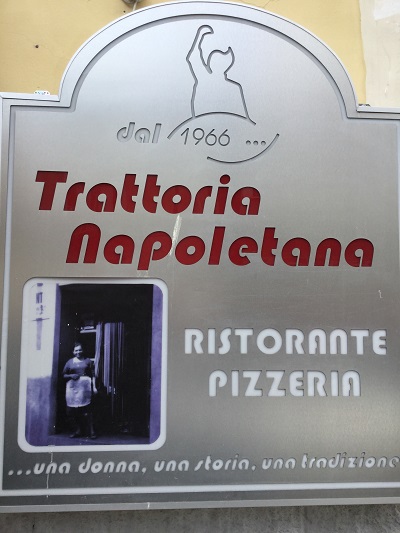 dal 1966 ...
Trattoria
Napoletana
RISTORANTE
PIZZERIA
...una donna, una storia, una tradizione